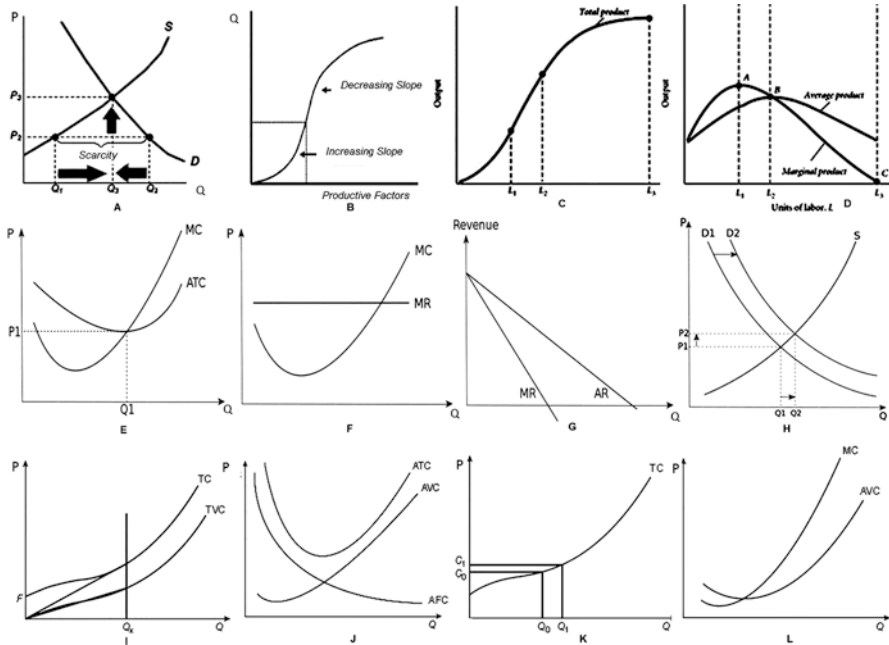 P
S
P3
P2
Scarcity
D
Q1
Q3
Q2
Q
A
Q
Decreasing Slope
Increasing Slope
Productive Factors
B
Total product
Output
L1
L2
L3
C
Output
A
B
Average product
Marginal product
C
L1
L2
L3
Units of labor. L
D
P
MC
ATC
P1
Q1
Q
E
P
MC
MR
Q
F
Revenue
MR
AR
Q
G
P
D1 D2
S
P2
P1
Q1 Q2
Q
H
P
TC
TVC
F
Q
I
P
ATC
AVC
AFC
Q
J
P
TC
C1
C0
Q0
Q1
Q
K
P
MC
AVC
Q
L